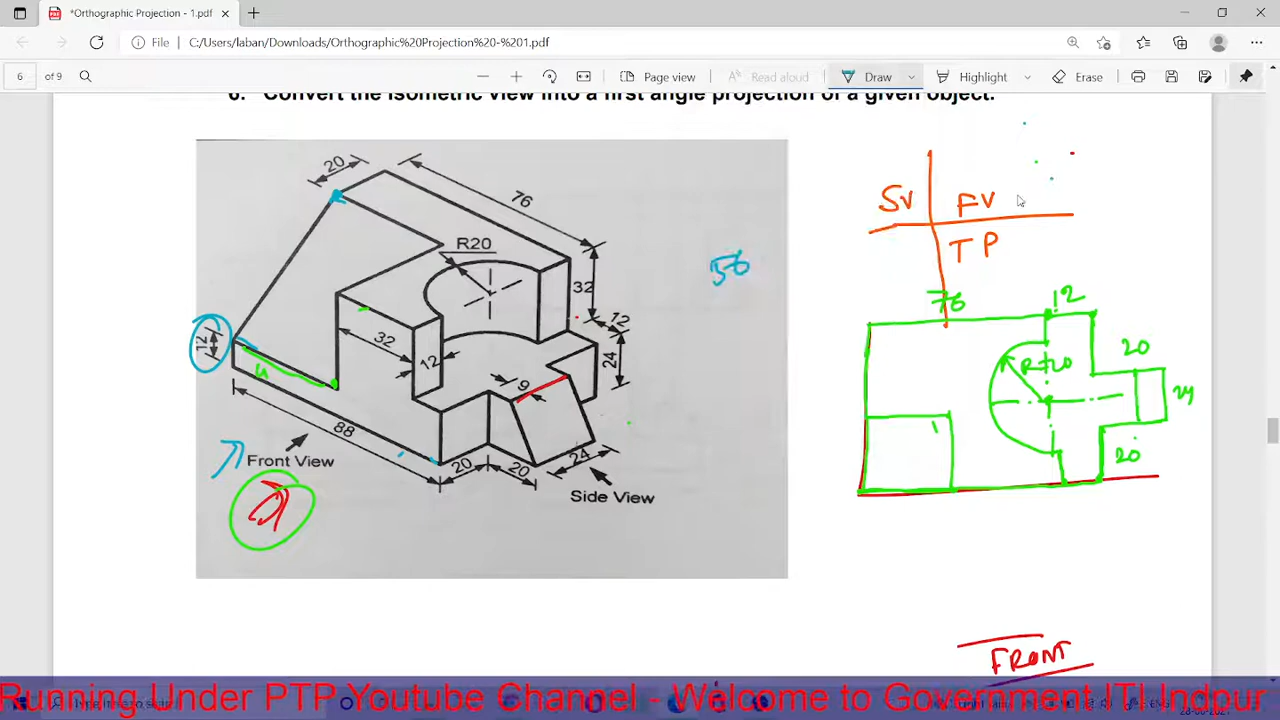 *Orthographic Projection - 1.pdf
File C:/Users/laban/Downloads/Orthographic%20Projection%20-%201.pdf
6 of 9 Page view Read aloud Draw Highlight Erase
6. Convert the isometric view into a first angle projection of a given object.
20
76
R20
32
12
12
32
12
24
9
88
20
20
24
Front View
Side View
56
SV FV
TP
76
12
20
R20
24
20
FRONT
Running Under PTP Youtube Channel - Welcome to Government ITI Indpur